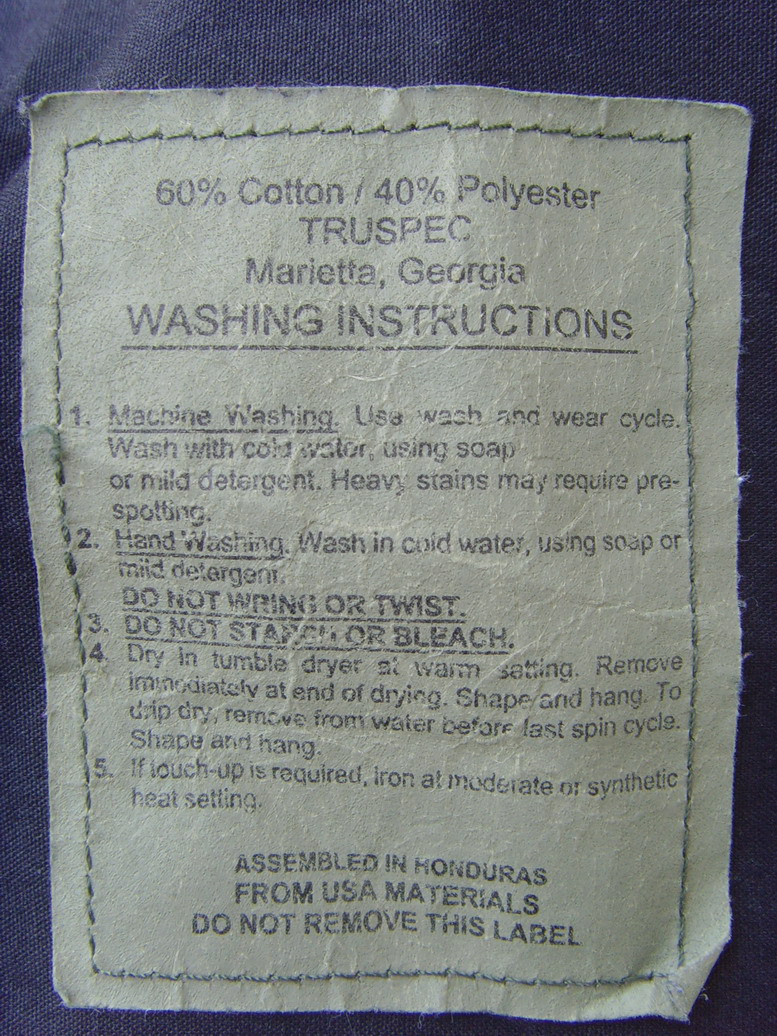 60% Cotton / 40% Polyester
TRUSPEC
Marietta, Georgia
WASHING INSTRUCTIONS
1. Machine Washing. Use wash and wear cycle.
Wash with cold water, using soap
or mild detergent. Heavy stains may require pre-
spotting.
2. Hand Washing. Wash in cold water, using soap or
mild detergent.
DO NOT WRING OR TWIST.
3. DO NOT STARCH OR BLEACH.
4. Dry in tumble dryer at warm setting. Remove
immediately at end of drying. Shape and hang. To
drip dry, remove from water before last spin cycle.
Shape and hang.
5. If touch-up is required, iron at moderate or synthetic
heat setting.
ASSEMBLED IN HONDURAS
FROM USA MATERIALS
DO NOT REMOVE THIS LABEL